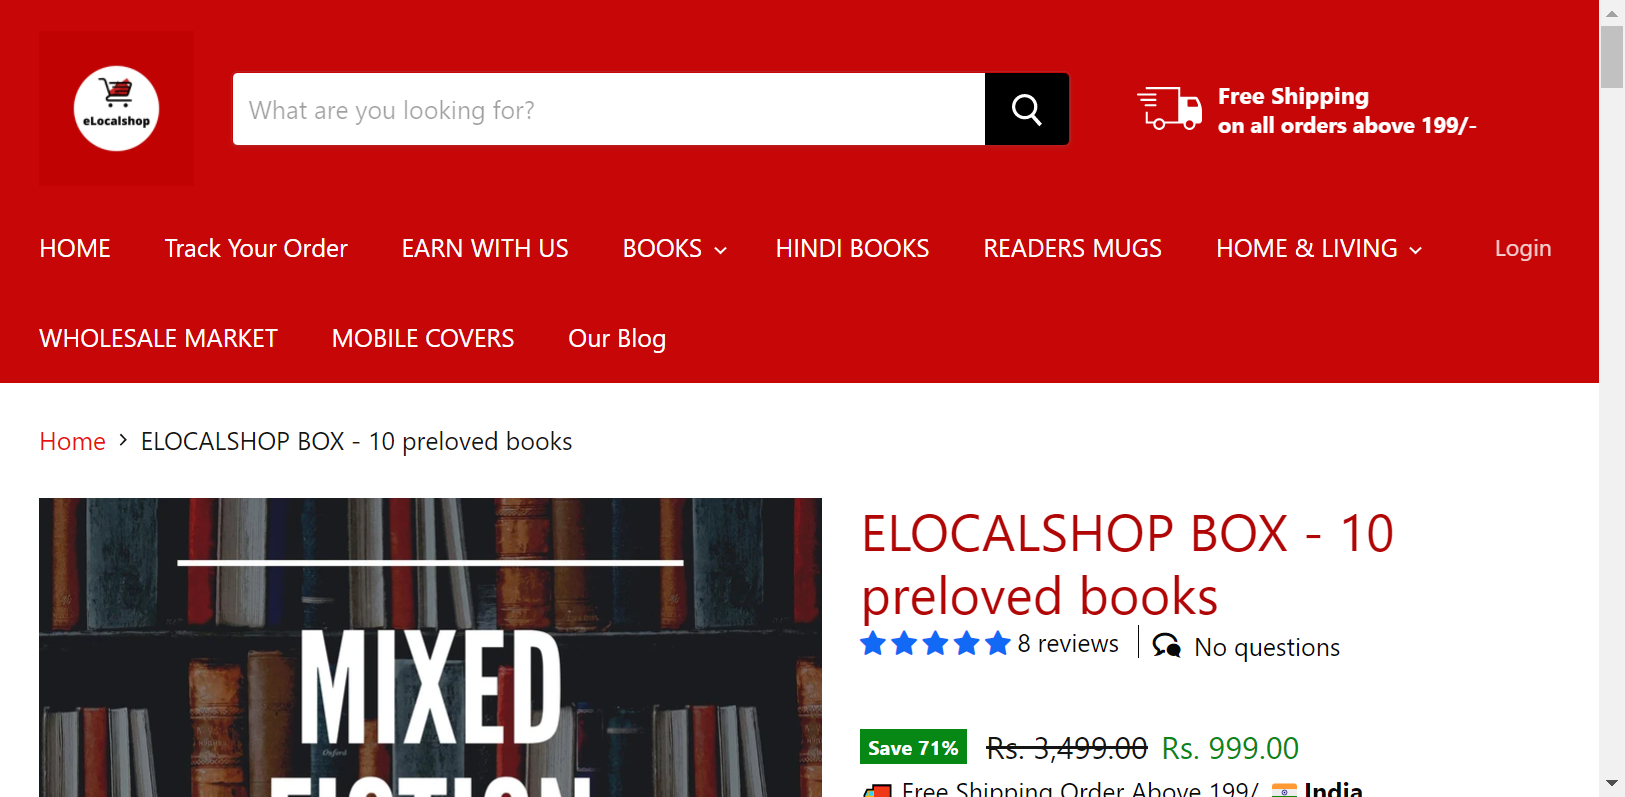 eLocalshop
What are you looking for?
Free Shipping
on all orders above 199/-
HOME
Track Your Order
EARN WITH US
BOOKS
HINDI BOOKS
READERS MUGS
HOME & LIVING
Login
WHOLESALE MARKET
MOBILE COVERS
Our Blog
Home > ELOCALSHOP BOX - 10 preloved books
MIXED
FICTION
Oxford
ELOCALSHOP BOX - 10
preloved books
8 reviews
No questions
Save 71% Rs. 3,499.00 Rs. 999.00
Free Shipping Order Above 199/ India